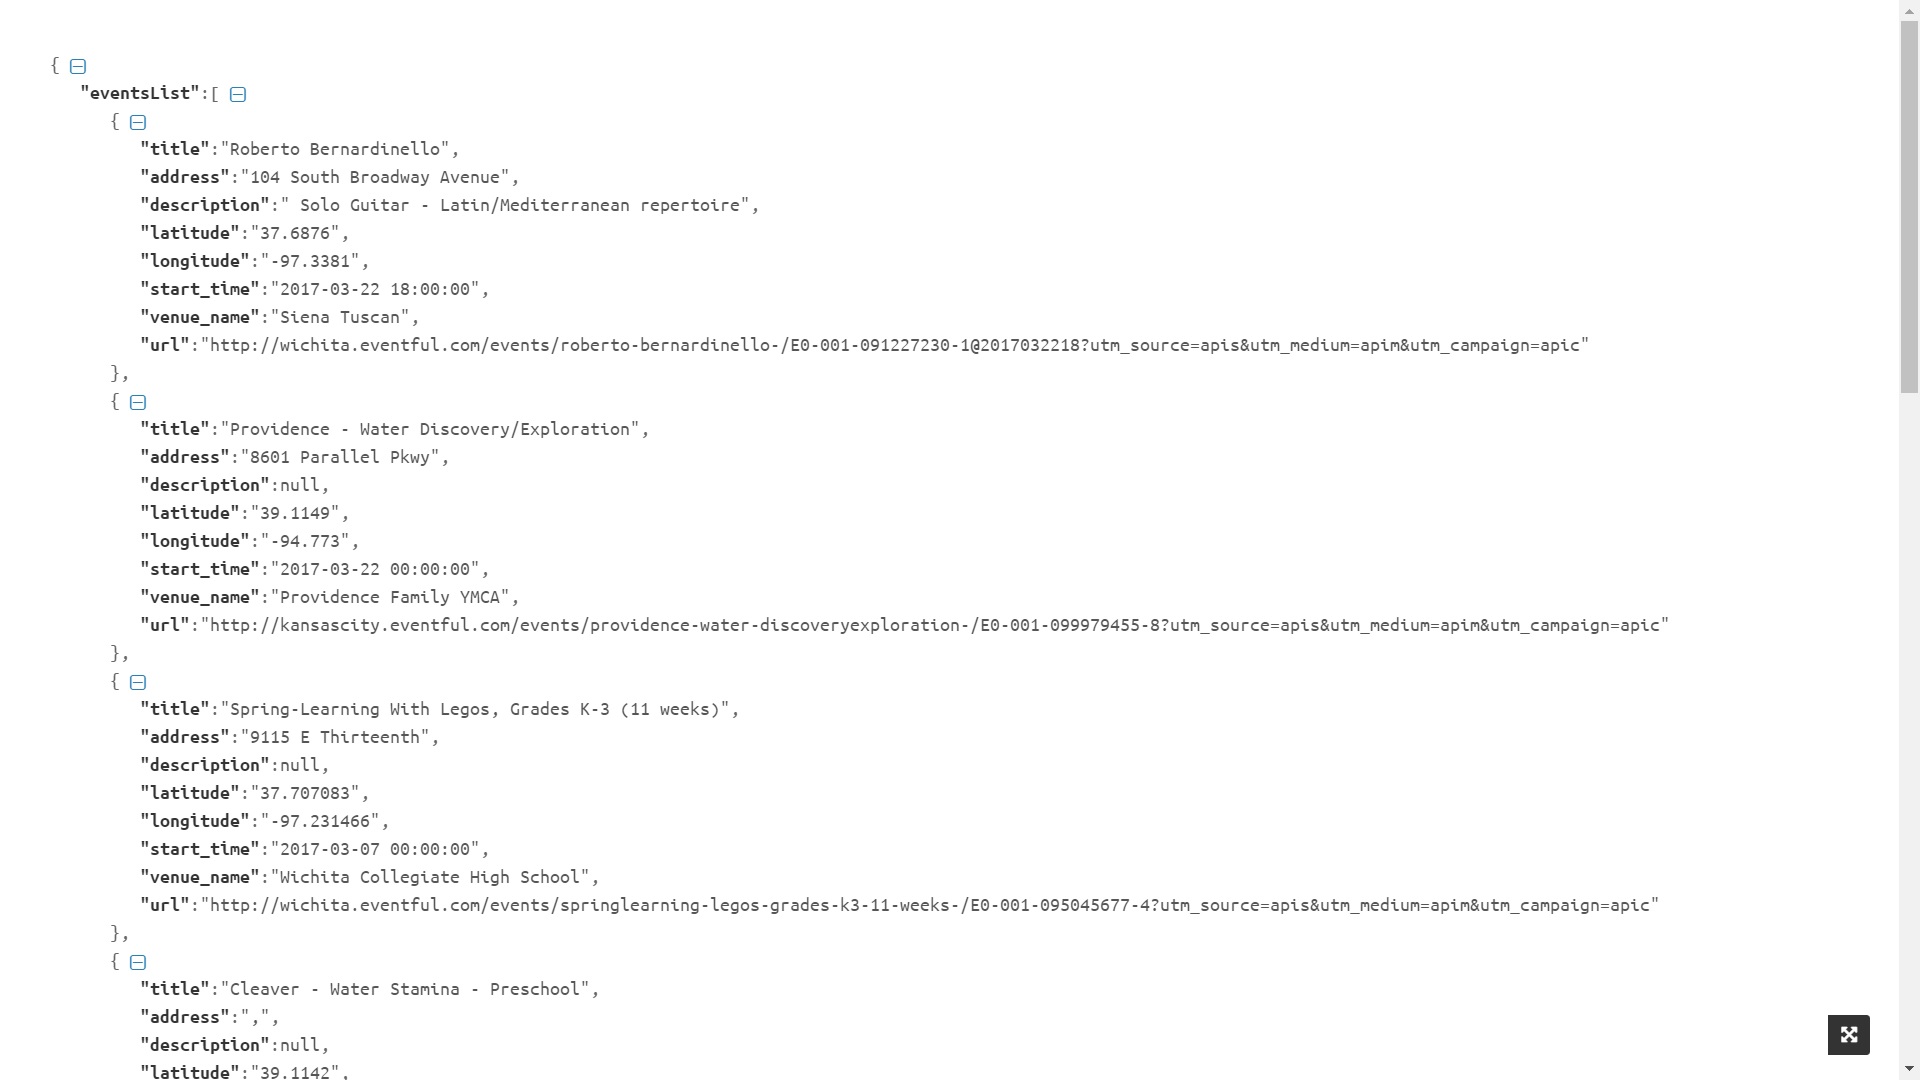 {
"eventsList":[
{
"title":"Roberto Bernardinello",
"address":"104 South Broadway Avenue",
"description":" Solo Guitar - Latin/Mediterranean repertoire",
"latitude":"37.6876",
"longitude":"-97.3381",
"start_time":"2017-03-22 18:00:00",
"venue_name":"Siena Tuscan",
"url":"http://wichita.eventful.com/events/roberto-bernardinello-/E0-001-091227230-1@2017032218?utm_source=apis&utm_medium=apim&utm_campaign=apic"
},
{
"title":"Providence - Water Discovery/Exploration",
"address":"8601 Parallel Pkwy",
"description":null,
"latitude":"39.1149",
"longitude":"-94.773",
"start_time":"2017-03-22 00:00:00",
"venue_name":"Providence Family YMCA",
"url":"http://kansascity.eventful.com/events/providence-water-discoveryexploration-/E0-001-099979455-8?utm_source=apis&utm_medium=apim&utm_campaign=apic"
},
{
"title":"Spring-Learning With Legos, Grades K-3 (11 weeks)",
"address":"9115 E Thirteenth",
"description":null,
"latitude":"37.707083",
"longitude":"-97.231466",
"start_time":"2017-03-07 00:00:00",
"venue_name":"Wichita Collegiate High School",
"url":"http://wichita.eventful.com/events/springlearning-legos-grades-k3-11-weeks-/E0-001-095045677-4?utm_source=apis&utm_medium=apim&utm_campaign=apic"
},
{
"title":"Cleaver - Water Stamina - Preschool",
"address":",",
"description":null,
"latitude":"39.1142",